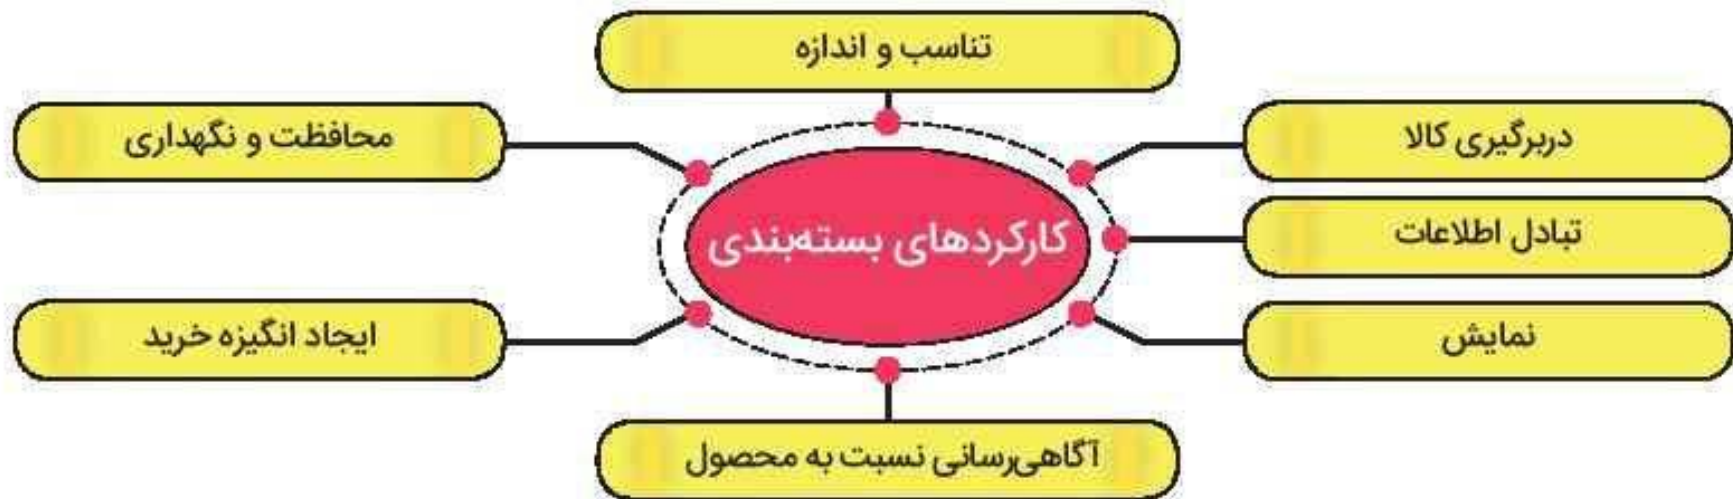 تناسب و اندازه
دربرگیری کالا
محافظت و نگهداری
کارکردهای بسته‌بندی
تبادل اطلاعات
نمایش
ایجاد انگیزه خرید
آگاهی‌رسانی نسبت به محصول